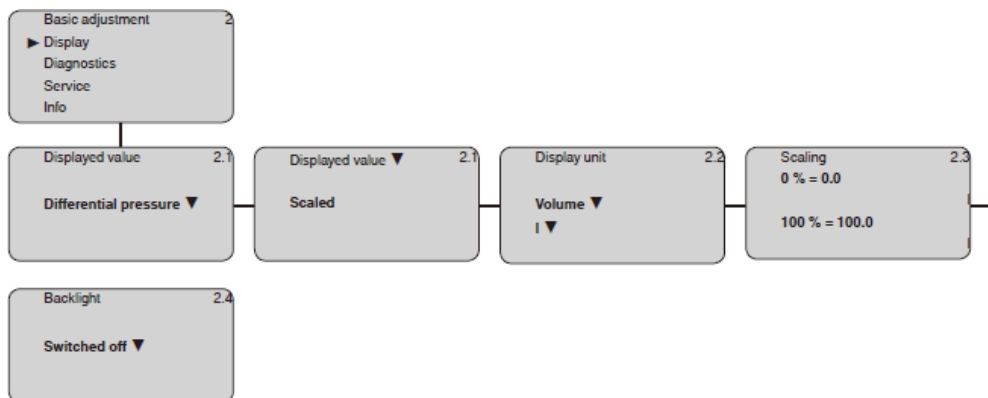 Basic adjustment 2
▶ Display
Diagnostics
Service
Info
Displayed value 2.1
Differential pressure ▼
Displayed value ▼ 2.1
Scaled
Display unit 2.2
Volume ▼
l ▼
Scaling 2.3
0 % = 0.0
l
100 % = 100.0
l
Backlight 2.4
Switched off ▼